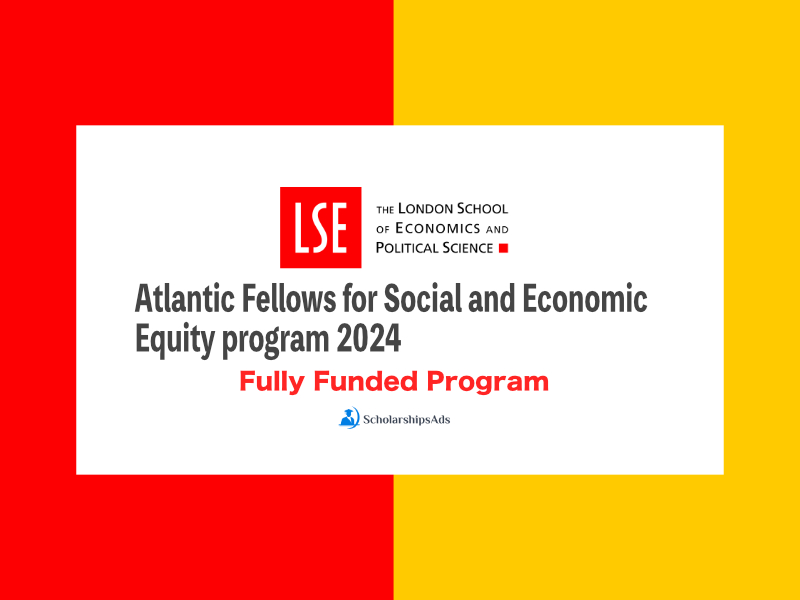 LSE
THE LONDON SCHOOL
OF ECONOMICS AND
POLITICAL SCIENCE
Atlantic Fellows for Social and Economic
Equity program 2024
Fully Funded Program
ScholarshipsAds